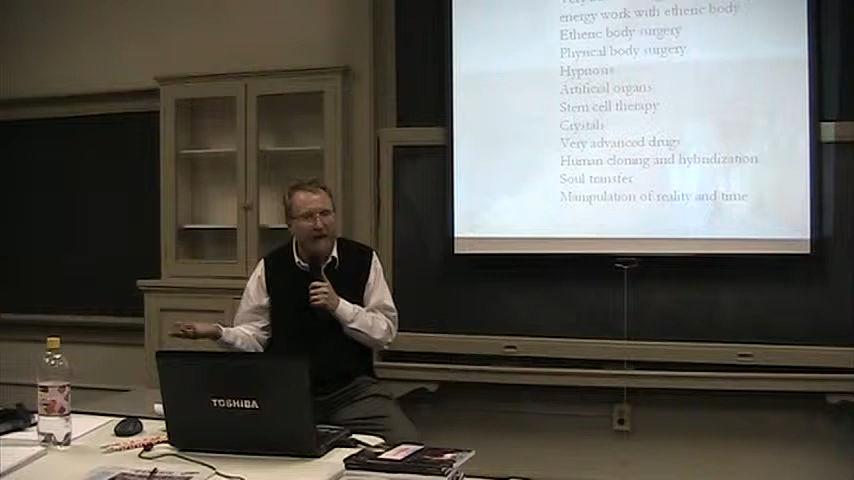 energy work with etheric body
Etheric body surgery
Physical body surgery
Hypnosis
Artificial organs
Stem cell therapy
Crystals
Very advanced drugs
Human cloning and hybridization
Soul transfer
Manipulation of reality and time
TOSHIBA